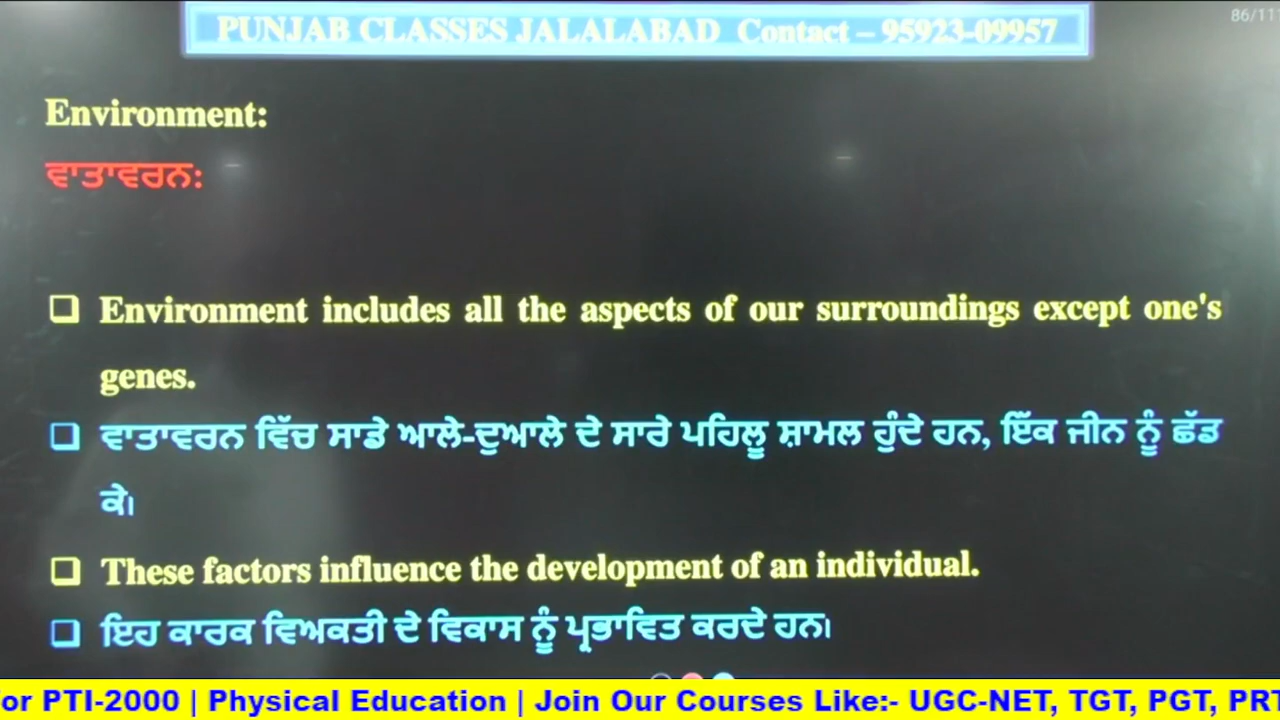 PUNJAB CLASSES JALALABAD Contact – 95923-09957
86/11
Environment:
ਵਾਤਾਵਰਨ:
❑ Environment includes all the aspects of our surroundings except one's
genes.
❑ ਵਾਤਾਵਰਨ ਵਿੱਚ ਸਾਡੇ ਆਲੇ-ਦੁਆਲੇ ਦੇ ਸਾਰੇ ਪਹਿਲੂ ਸ਼ਾਮਲ ਹੁੰਦੇ ਹਨ, ਇੱਕ ਜੀਨ ਨੂੰ ਛੱਡ
ਕੇ।
❑ These factors influence the development of an individual.
❑ ਇਹ ਕਾਰਕ ਵਿਅਕਤੀ ਦੇ ਵਿਕਾਸ ਨੂੰ ਪ੍ਰਭਾਵਿਤ ਕਰਦੇ ਹਨ।
or PTI-2000 | Physical Education | Join Our Courses Like:- UGC-NET, TGT, PGT, PRT